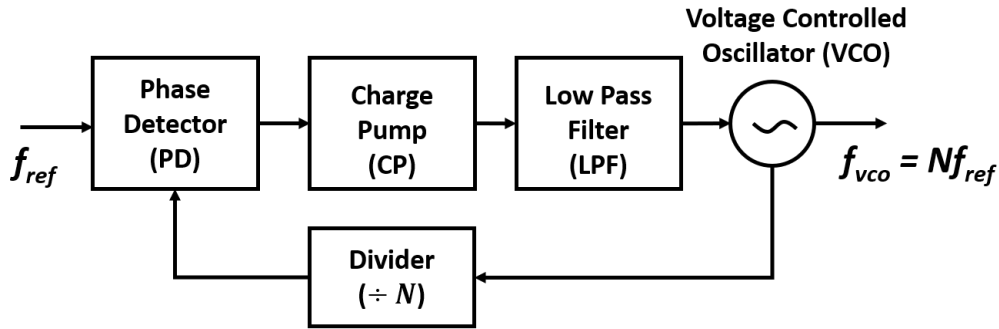 Voltage Controlled
Oscillator (VCO)
Phase
Detector
(PD)
Charge
Pump
(CP)
Low Pass
Filter
(LPF)
f_ref
f_vco = Nf_ref
Divider
(÷ N)